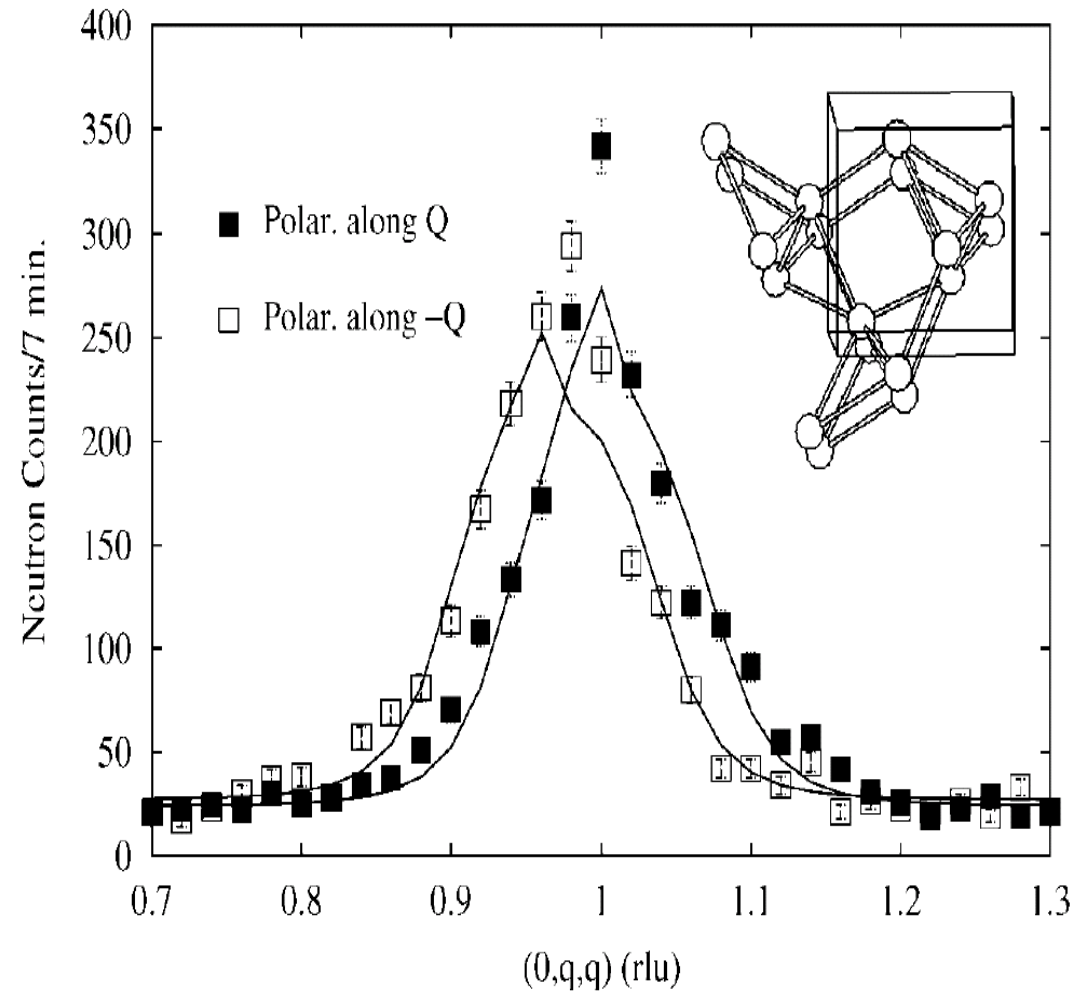 400
350
300
250
200
150
100
50
0
Neutron Counts/7 min.
Polar. along Q
Polar. along –Q
0.7 0.8 0.9 1 1.1 1.2 1.3
(0,q,q) (rlu)